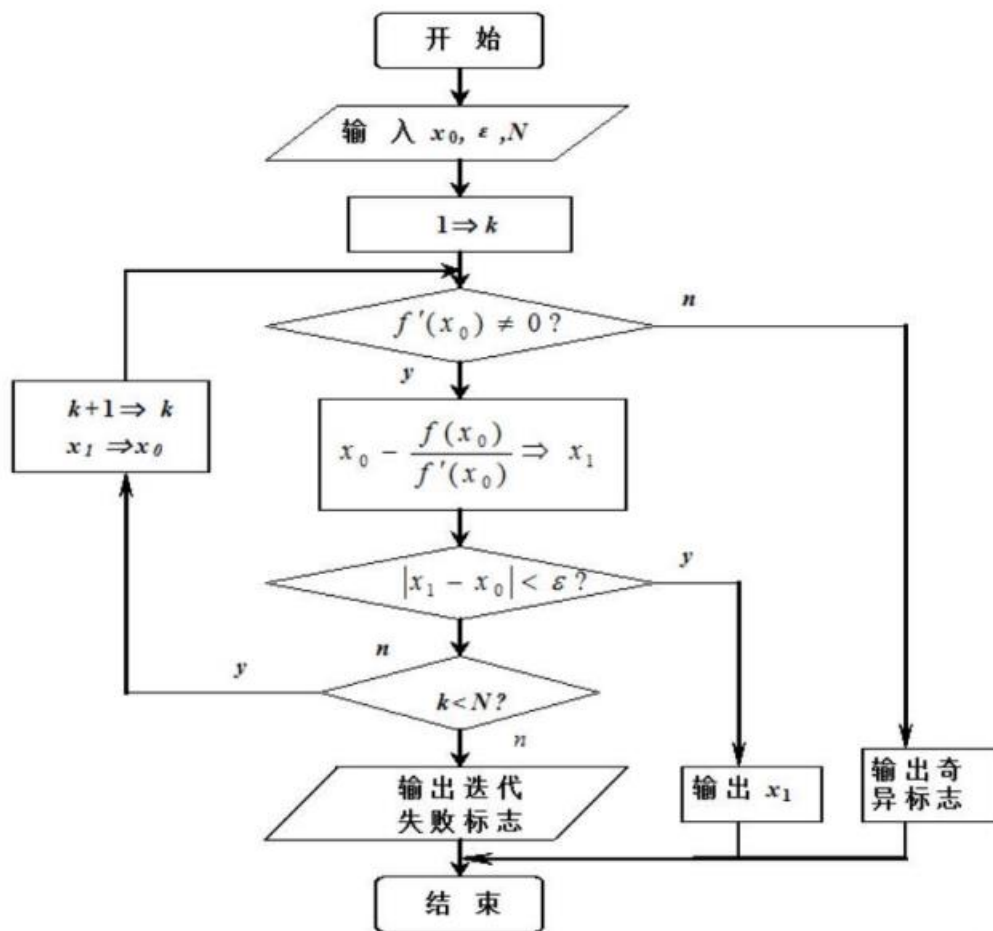 开 始
输 入 x₀, ε ,N
1⇒k
f′(x₀) ≠ 0?
n
y
k+1⇒ k
x₁ ⇒x₀
x₀ - f(x₀)/f′(x₀) ⇒ x₁
|x₁ - x₀| < ε?
y
n
y
k<N?
n
输出迭代
失败标志
输出 x₁
输出奇
异标志
结 束